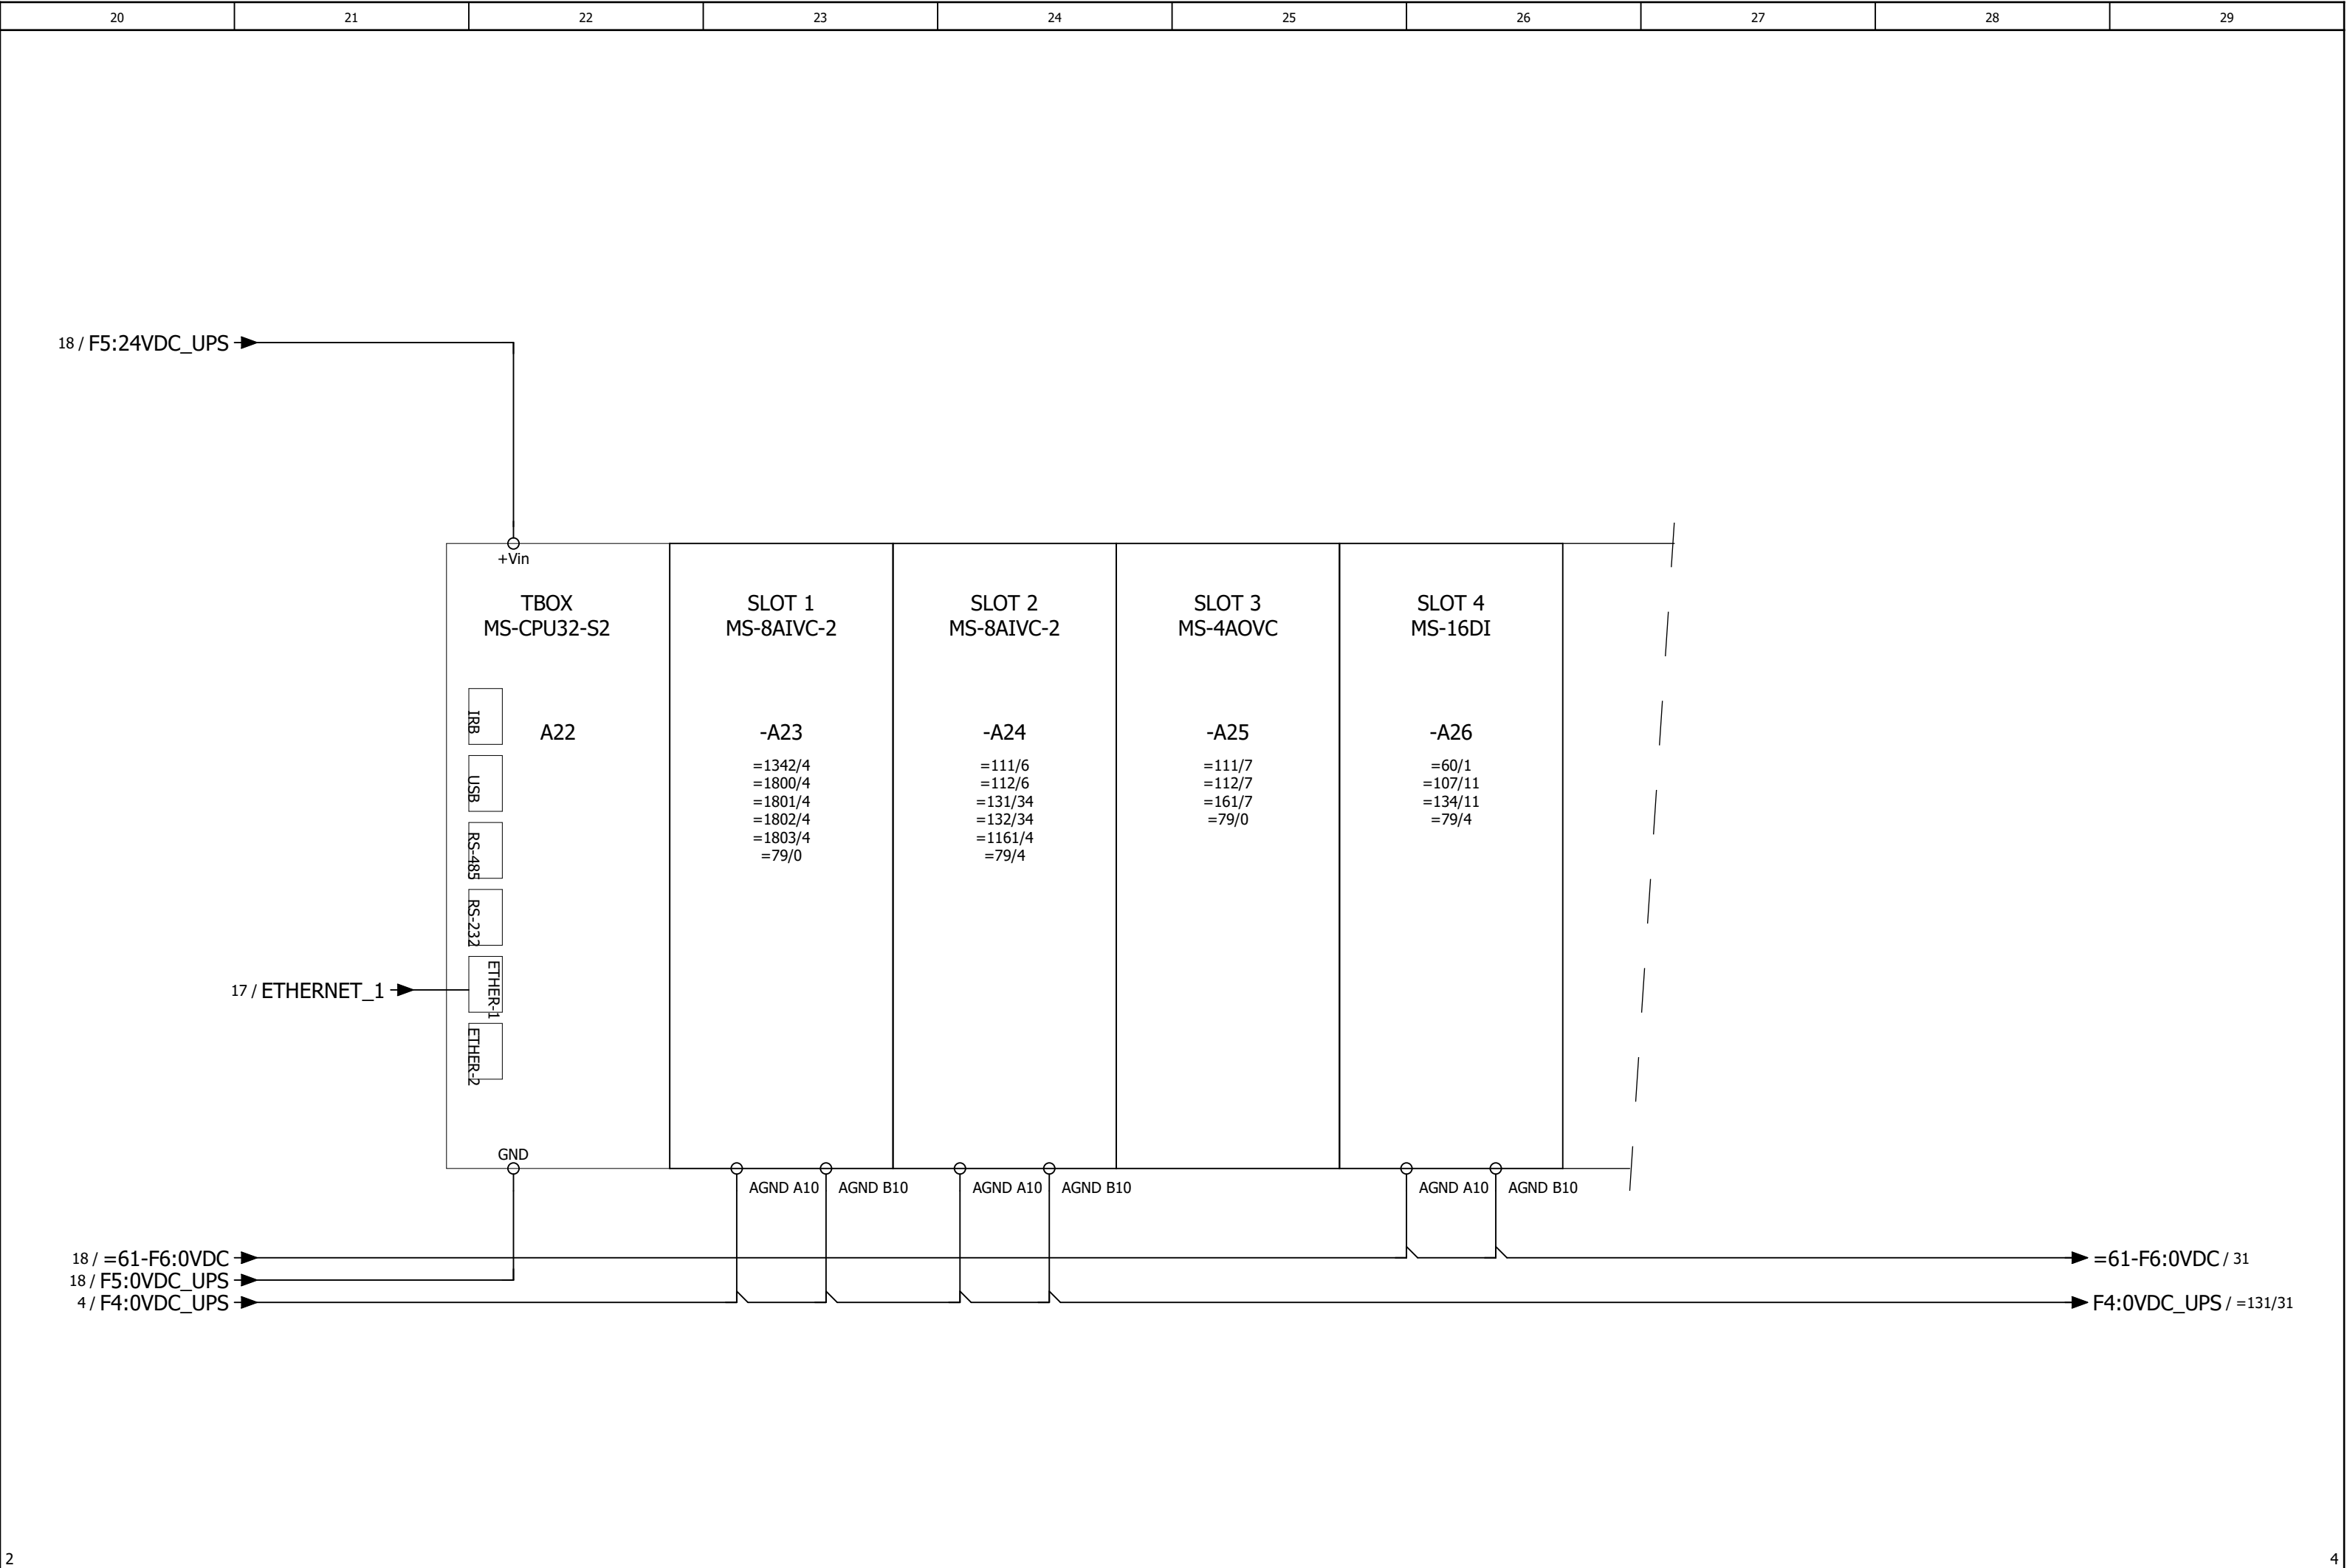 20 21 22 23 24 25 26 27 28 29
18 / F5:24VDC_UPS
+Vin
TBOX
MS-CPU32-S2
A22
IRB
USB
RS-485
RS-232
ETHER-1
ETHER-2
17 / ETHERNET_1
GND
SLOT 1
MS-8AIVC-2
-A23
=1342/4
=1800/4
=1801/4
=1802/4
=1803/4
=79/0
SLOT 2
MS-8AIVC-2
-A24
=111/6
=112/6
=131/34
=132/34
=1161/4
=79/4
SLOT 3
MS-4AOVC
-A25
=111/7
=112/7
=161/7
=79/0
SLOT 4
MS-16DI
-A26
=60/1
=107/11
=134/11
=79/4
AGND A10 AGND B10 AGND A10 AGND B10 AGND A10 AGND B10
18 / =61-F6:0VDC
18 / F5:0VDC_UPS
4 / F4:0VDC_UPS
=61-F6:0VDC / 31
F4:0VDC_UPS / =131/31
2
4